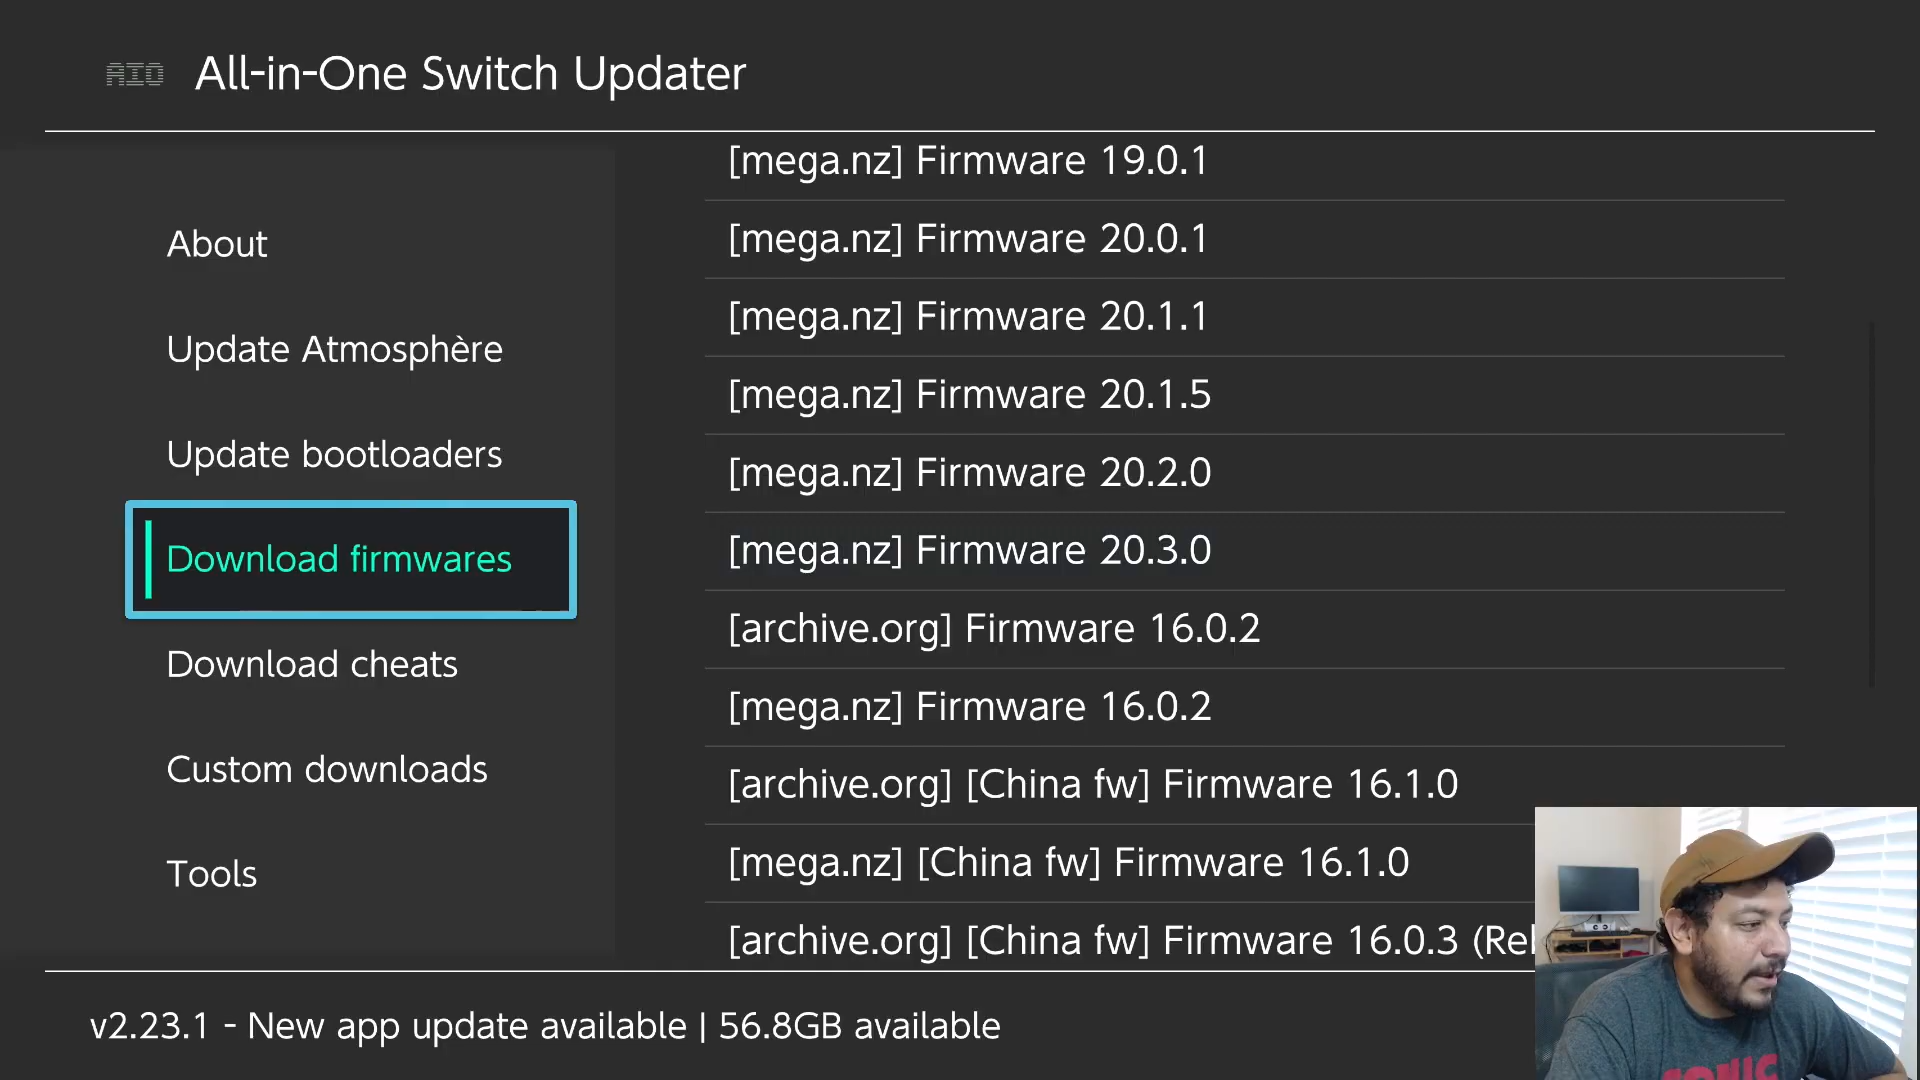 AIO All-in-One Switch Updater
About
Update Atmosphère
Update bootloaders
Download firmwares
Download cheats
Custom downloads
Tools
[mega.nz] Firmware 19.0.1
[mega.nz] Firmware 20.0.1
[mega.nz] Firmware 20.1.1
[mega.nz] Firmware 20.1.5
[mega.nz] Firmware 20.2.0
[mega.nz] Firmware 20.3.0
[archive.org] Firmware 16.0.2
[mega.nz] Firmware 16.0.2
[archive.org] [China fw] Firmware 16.1.0
[mega.nz] [China fw] Firmware 16.1.0
[archive.org] [China fw] Firmware 16.0.3
v2.23.1 - New app update available | 56.8GB available
SONIC